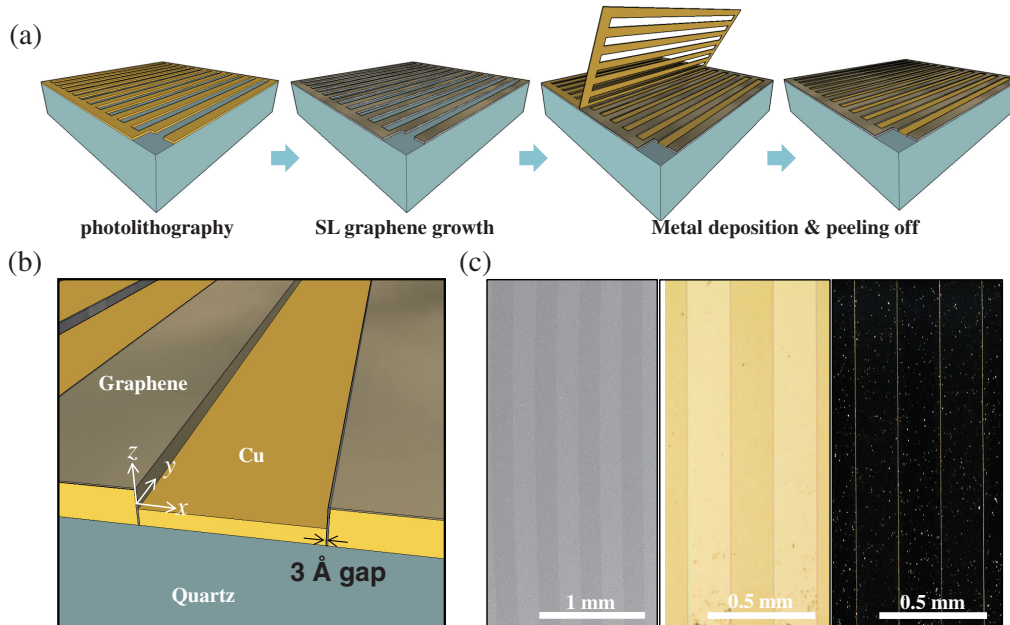 (a)
photolithography
SL graphene growth
Metal deposition & peeling off
(b)
Graphene
z
y
x
Cu
3 Å gap
Quartz
(c)
1 mm
0.5 mm
0.5 mm